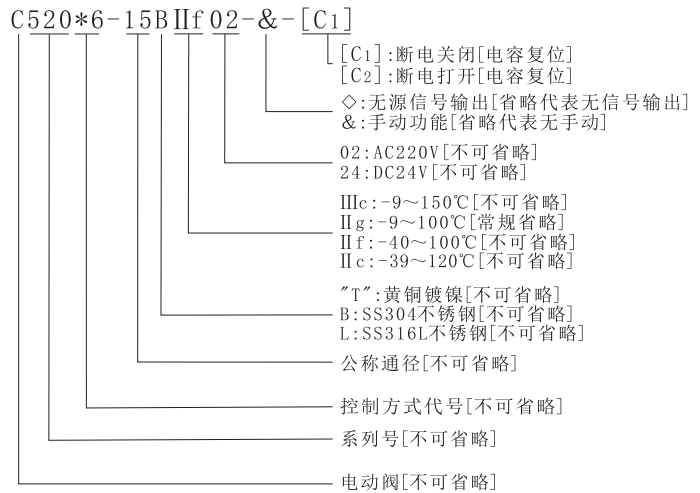 C520*6-15BⅡf02-&-[C1]
[C1]:断电关闭[电容复位]
[C2]:断电打开[电容复位]
◇:无源信号输出[省略代表无信号输出]
&:手动功能[省略代表无手动]
02:AC220V[不可省略]
24:DC24V[不可省略]
Ⅲc:-9～150℃[不可省略]
Ⅱg:-9～100℃[常规省略]
Ⅱf:-40～100℃[不可省略]
Ⅱc:-39～120℃[不可省略]
"T":黄铜镀镍[不可省略]
B:SS304不锈钢[不可省略]
L:SS316L不锈钢[不可省略]
公称通径[不可省略]
控制方式代号[不可省略]
系列号[不可省略]
电动阀[不可省略]